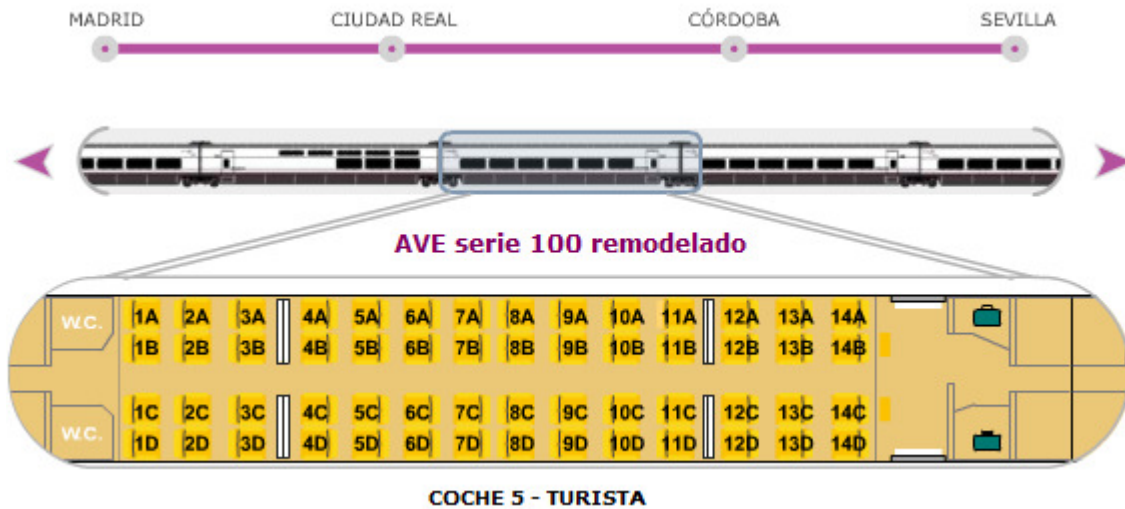 MADRID CIUDAD REAL CÓRDOBA SEVILLA
AVE serie 100 remodelado
W.C. 1A 2A 3A 4A 5A 6A 7A 8A 9A 10A 11A 12A 13A 14A
1B 2B 3B 4B 5B 6B 7B 8B 9B 10B 11B 12B 13B 14B
1C 2C 3C 4C 5C 6C 7C 8C 9C 10C 11C 12C 13C 14C
W.C. 1D 2D 3D 4D 5D 6D 7D 8D 9D 10D 11D 12D 13D 14D
COCHE 5 - TURISTA